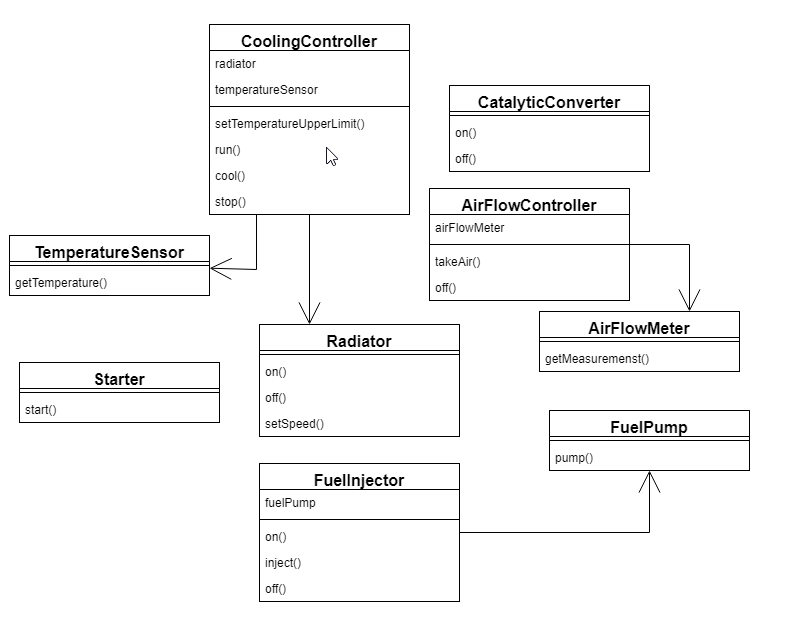 CoolingController
radiator
temperatureSensor
setTemperatureUpperLimit()
run()
cool()
stop()
CatalyticConverter
on()
off()
AirFlowController
airFlowMeter
takeAir()
off()
TemperatureSensor
getTemperature()
AirFlowMeter
getMeasuremenst()
Radiator
on()
off()
setSpeed()
Starter
start()
FuelPump
pump()
FuelInjector
fuelPump
on()
inject()
off()